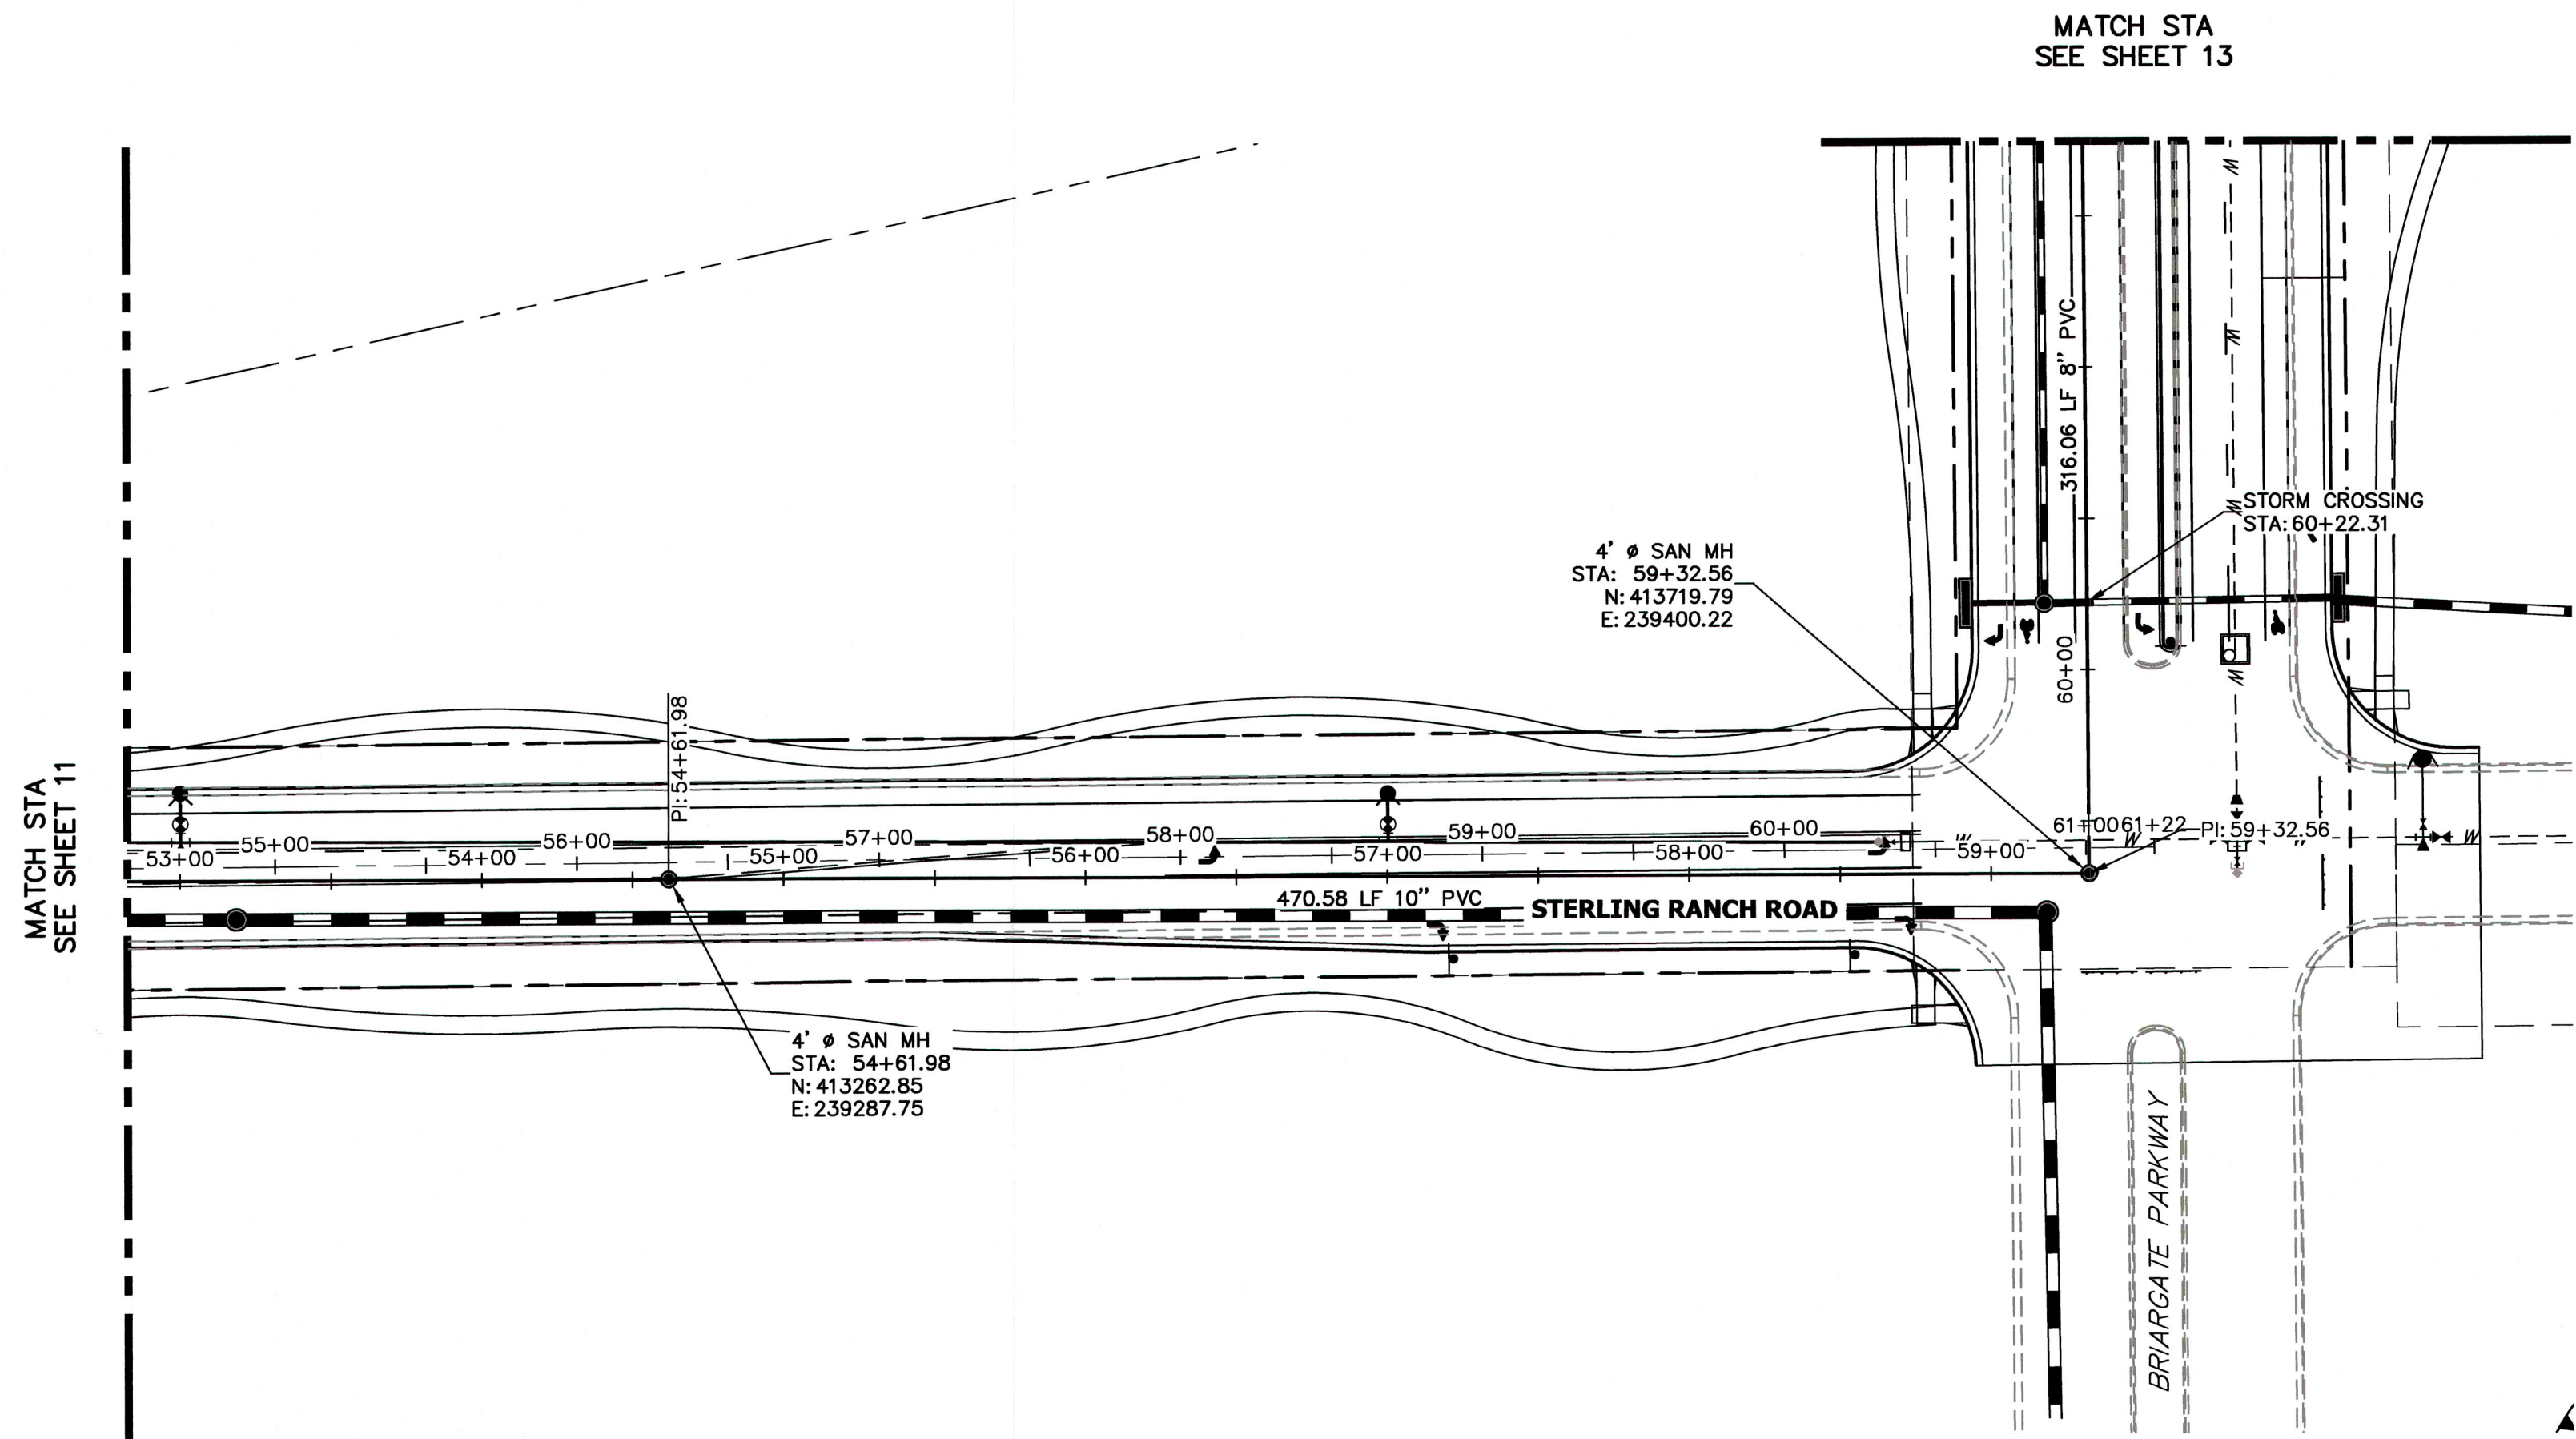 MATCH STA
SEE SHEET 13
316.06 LF 8" PVC
STORM CROSSING
STA: 60+22.31
4' ø SAN MH
STA: 59+32.56
N: 413719.79
E: 239400.22
60+00
PI: 54+61.98
MATCH STA
SEE SHEET 11
55+00
56+00
57+00
58+00
59+00
60+00
61+00
61+22
PI: 59+32.56
53+00
54+00
55+00
56+00
57+00
58+00
59+00
W
W
W
W
W
W
W
W
W
470.58 LF 10" PVC
STERLING RANCH ROAD
4' ø SAN MH
STA: 54+61.98
N: 413262.85
E: 239287.75
BRIARGATE PARKWAY